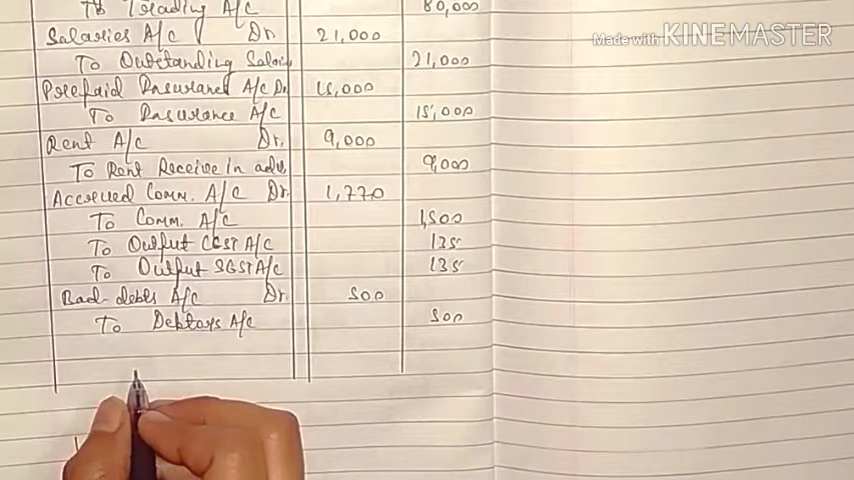 To Trading A/C 80,000
Made with KINEMASTER
Salaries A/C Dr. 21,000
To Outstanding Salary 21,000
Prepaid Insurance A/C Dr. 15,000
To Insurance A/C 15,000
Rent A/C Dr. 9,000
To Rent Receive in adv. 9,000
Accrued Comm. A/C Dr. 1,770
To Comm. A/C 1,500
To Output CGST A/C 135
To Output SGST A/C 135
Bad-debts A/C Dr 500
To Debtors A/C 500